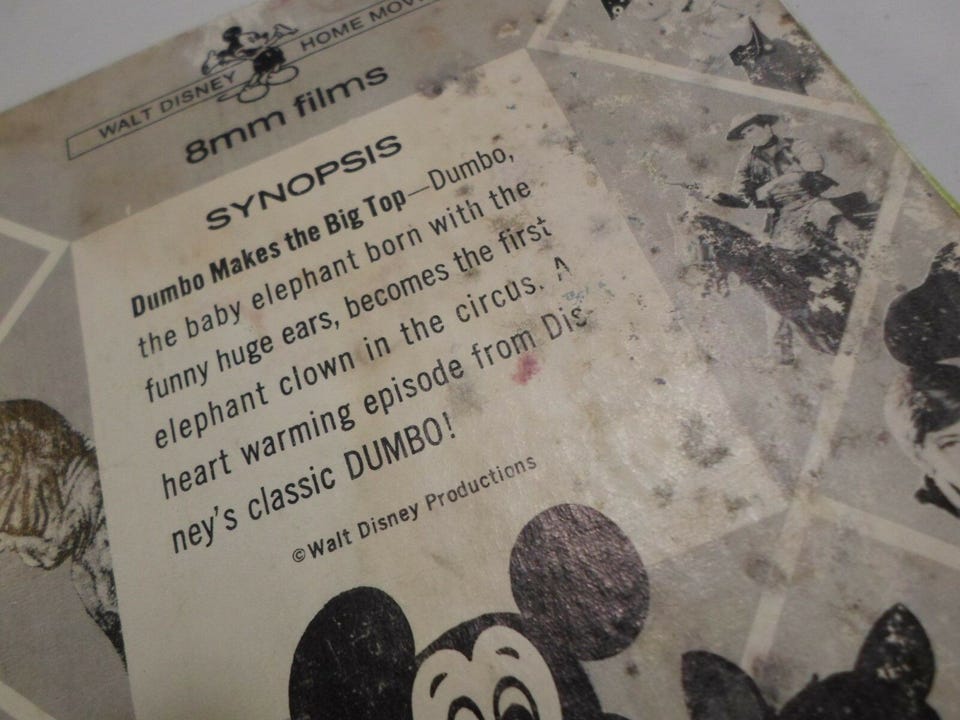 WALT DISNEY HOME MOV
8mm films
SYNOPSIS
Dumbo Makes the Big Top—Dumbo,
the baby elephant born with the
funny huge ears, becomes the first
elephant clown in the circus. A
heart warming episode from Dis-
ney's classic DUMBO!
©Walt Disney Productions